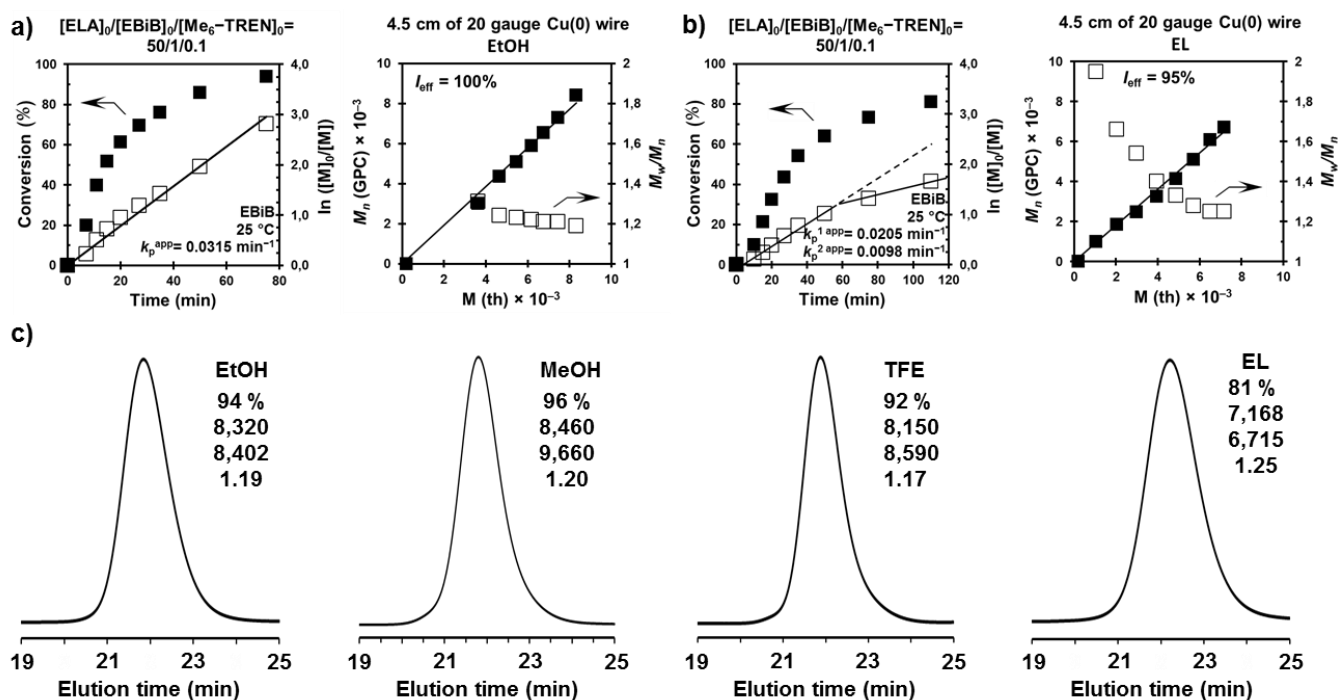 a)
[ELA]₀/[EBiB]₀/[Me₆–TREN]₀=
50/1/0.1
100
80
60
40
20
0
Conversion (%)
0 20 40 60 80
Time (min)
4,0
3,0
2,0
1,0
0,0
ln ([M]₀/[M])
EBiB
25 °C
kₚᵃᵖᵖ= 0.0315 min⁻¹
4.5 cm of 20 gauge Cu(0) wire
EtOH
Iₑff = 100%
10
8
6
4
2
0
Mₙ (GPC) × 10⁻³
0 2 4 6 8 10
M (th) × 10⁻³
2
1,8
1,6
1,4
1,2
1
M_w/Mₙ
b)
[ELA]₀/[EBiB]₀/[Me₆–TREN]₀=
50/1/0.1
100
80
60
40
20
0
Conversion (%)
0 20 40 60 80 100 120
Time (min)
4,0
3,0
2,0
1,0
0,0
ln ([M]₀/[M])
EBiB
25 °C
kₚ¹ ᵃᵖᵖ= 0.0205 min⁻¹
kₚ² ᵃᵖᵖ= 0.0098 min⁻¹
4.5 cm of 20 gauge Cu(0) wire
EL
Iₑff = 95%
10
8
6
4
2
0
Mₙ (GPC) × 10⁻³
0 2 4 6 8 10
M (th) × 10⁻³
2
1,8
1,6
1,4
1,2
1
M_w/Mₙ
c)
EtOH
94 %
8,320
8,402
1.19
19 21 23 25
Elution time (min)
MeOH
96 %
8,460
9,660
1.20
19 21 23 25
Elution time (min)
TFE
92 %
8,150
8,590
1.17
19 21 23 25
Elution time (min)
EL
81 %
7,168
6,715
1.25
19 21 23 25
Elution time (min)